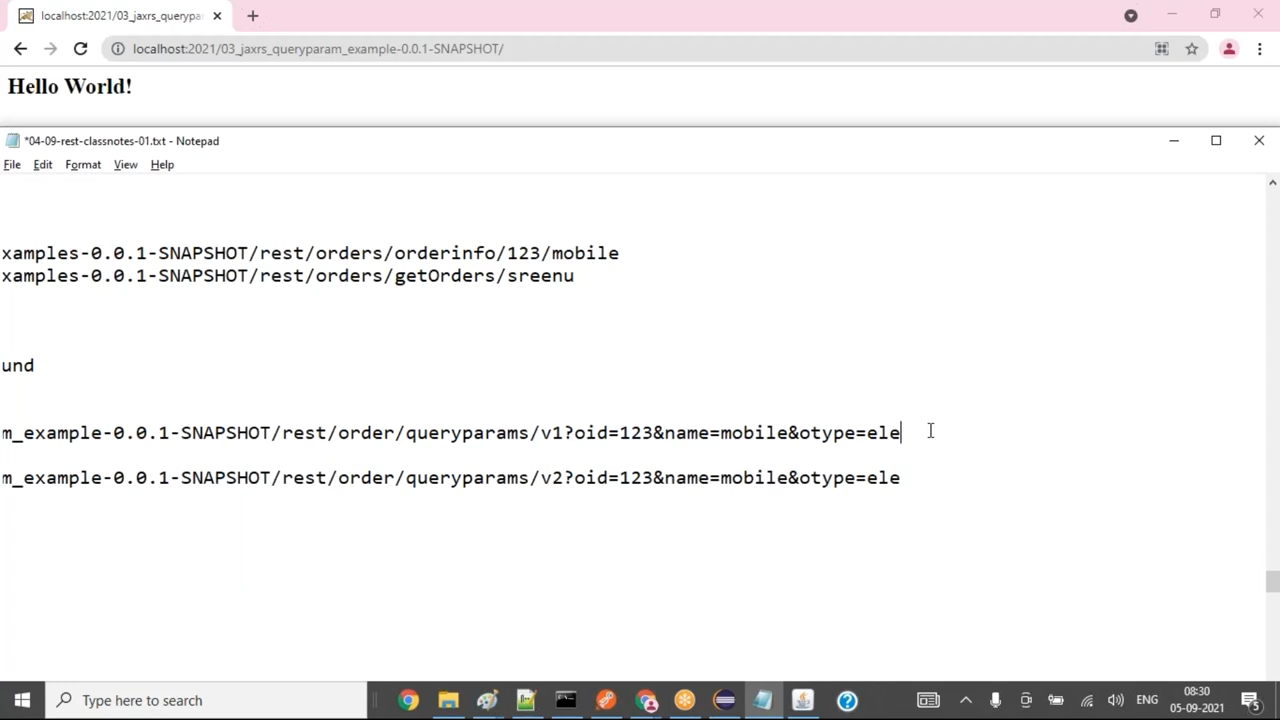 localhost:2021/03_jaxrs_querypara
localhost:2021/03_jaxrs_queryparam_example-0.0.1-SNAPSHOT/
Hello World!
*04-09-rest-classnotes-01.txt - Notepad
File Edit Format View Help
xamples-0.0.1-SNAPSHOT/rest/orders/orderinfo/123/mobile
xamples-0.0.1-SNAPSHOT/rest/orders/getOrders/sreenu
und
m_example-0.0.1-SNAPSHOT/rest/order/queryparams/v1?oid=123&name=mobile&otype=ele
m_example-0.0.1-SNAPSHOT/rest/order/queryparams/v2?oid=123&name=mobile&otype=ele
Type here to search
ENG
08:30
05-09-2021
5